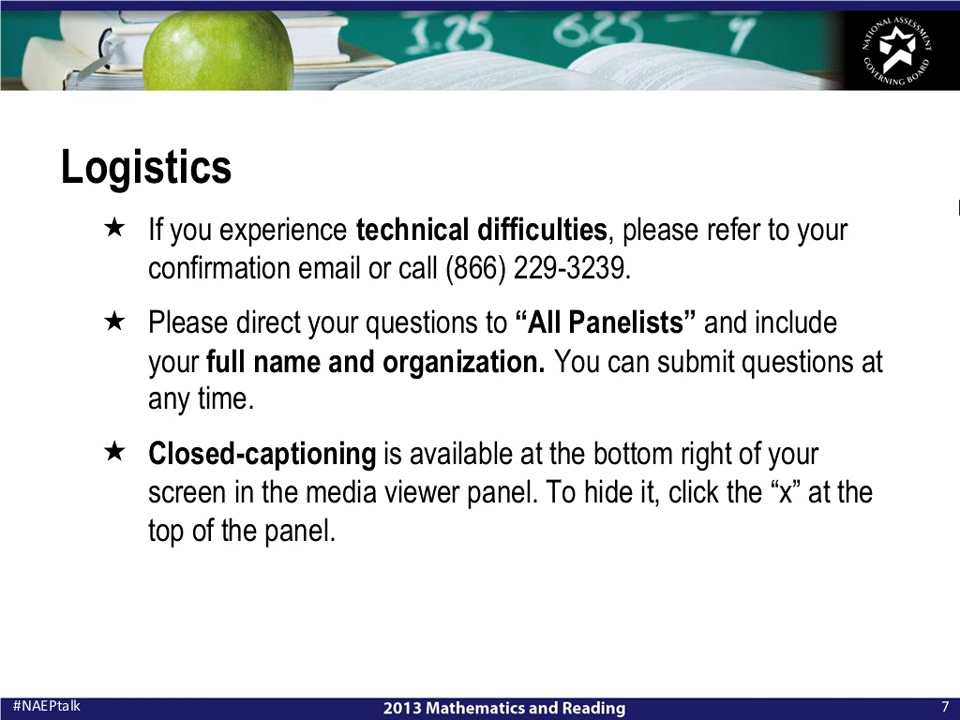 1.25
625
NATIONAL ASSESSMENT
GOVERNING BOARD
Logistics
★ If you experience technical difficulties, please refer to your
confirmation email or call (866) 229-3239.
★ Please direct your questions to “All Panelists” and include
your full name and organization. You can submit questions at
any time.
★ Closed-captioning is available at the bottom right of your
screen in the media viewer panel. To hide it, click the “x” at the
top of the panel.
#NAEPtalk
2013 Mathematics and Reading
7